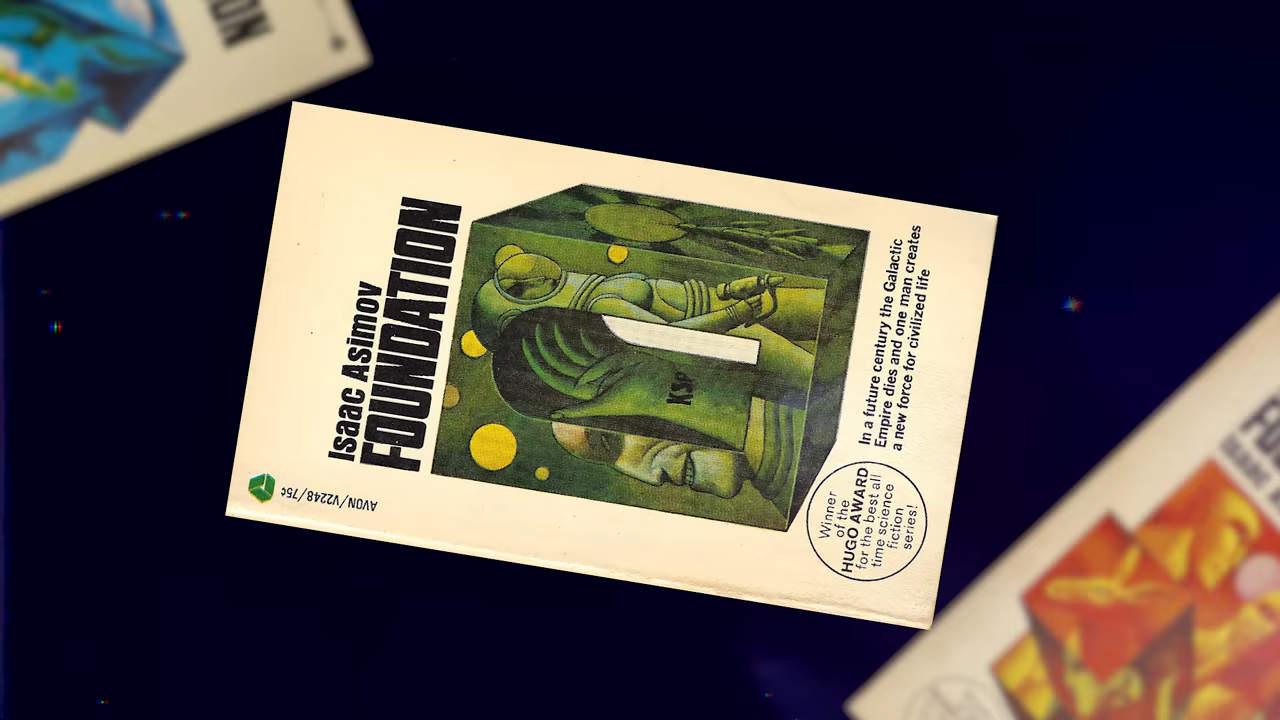 AVON/V2248/75¢
Isaac Asimov
FOUNDATION
KSP
In a future century the Galactic
Empire dies and one man creates
a new force for civilized life
Winner
of the
HUGO AWARD
for the best all
time science
fiction
series!